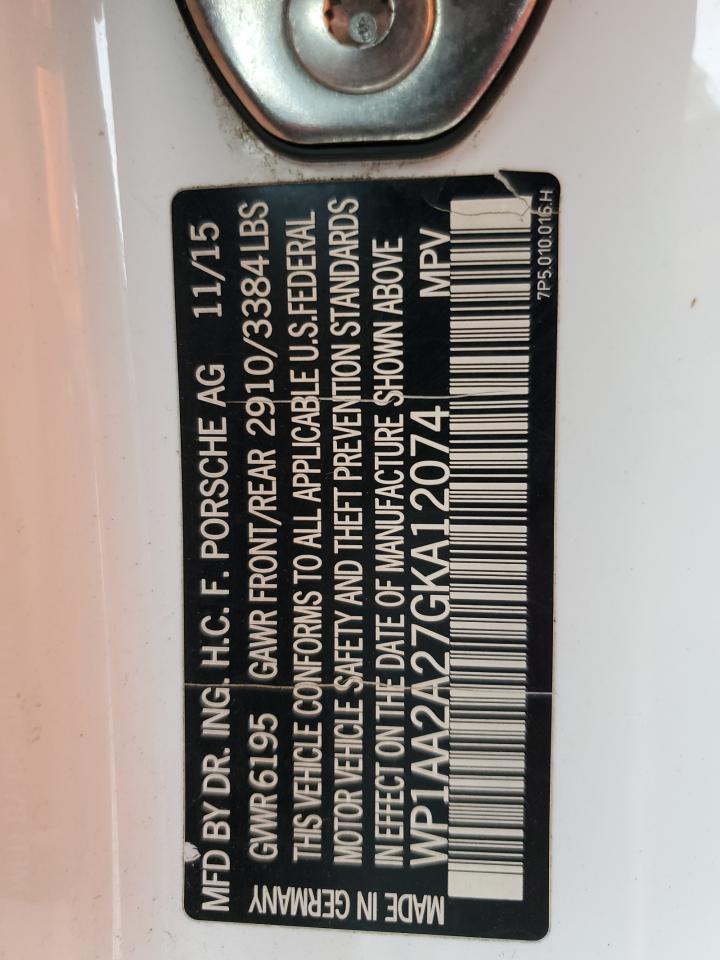 MFD BY DR. ING. H.C. F. PORSCHE AG 11/15
GVWR 6195 GAWR FRONT/REAR 2910/3384LBS
THIS VEHICLE CONFORMS TO ALL APPLICABLE U.S.FEDERAL
MOTOR VEHICLE SAFETY AND THEFT PREVENTION STANDARDS
IN EFFECT ON THE DATE OF MANUFACTURE SHOWN ABOVE
WP1AA2A27GKA12074 MPV
MADE IN GERMANY
7P5.010.016.H